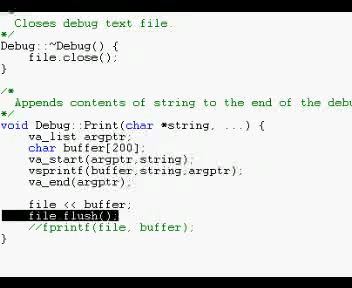 Closes debug text file.
*/
Debug::~Debug() {
file.close();
}
/*
Appends contents of string to the end of the debu
*/
void Debug::Print(char *string, ...) {
va_list argptr;
char buffer[200];
va_start(argptr,string);
vsprintf(buffer,string,argptr);
va_end(argptr);
file << buffer;
file.flush();
//fprintf(file, buffer);
}